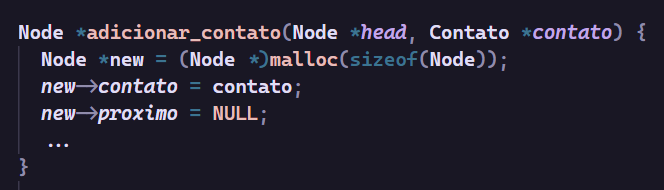 Node *adicionar_contato(Node *head, Contato *contato) {
Node *new = (Node *)malloc(sizeof(Node));
new->contato = contato;
new->proximo = NULL;
...
}